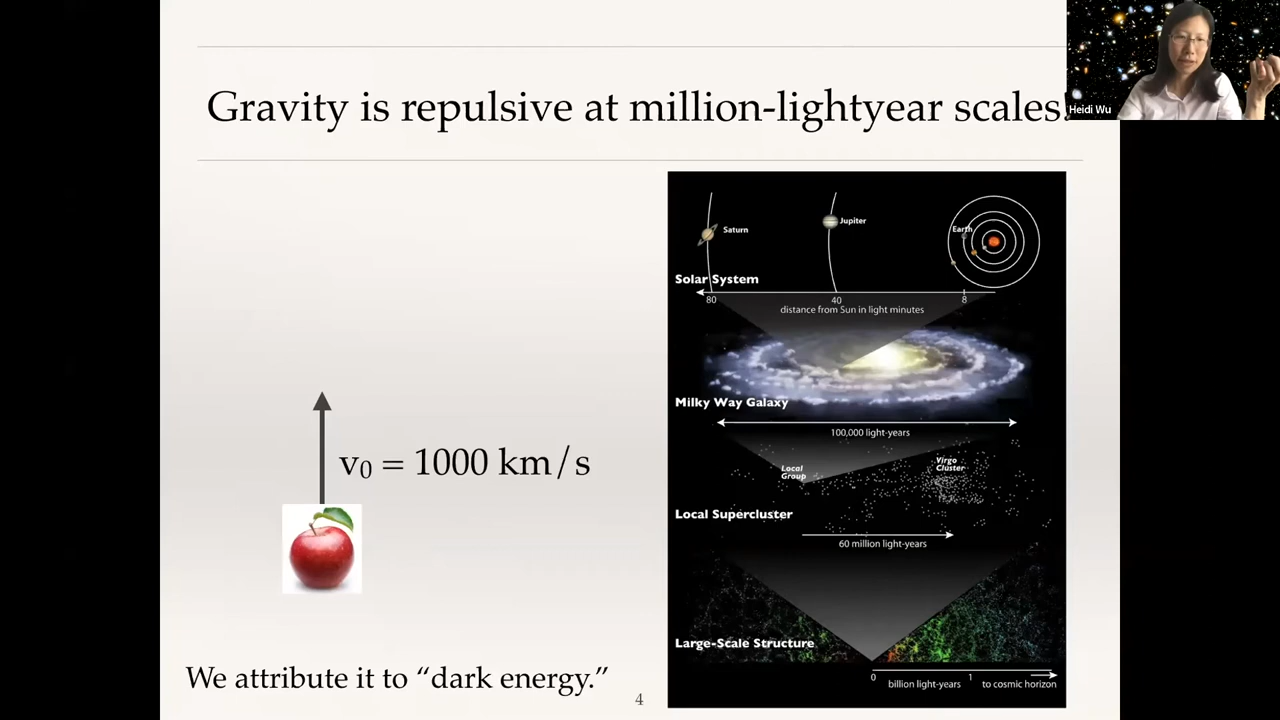 Gravity is repulsive at million-lightyear scales!
Heidi Wu
v₀ = 1000 km/s
We attribute it to “dark energy.”
4
Saturn
Jupiter
Earth
Solar System
80 40 8
distance from Sun in light minutes
Milky Way Galaxy
100,000 light-years
Local
Group
Virgo
Cluster
Local Supercluster
60 million light-years
Large-Scale Structure
0 billion light-years 1 to cosmic horizon